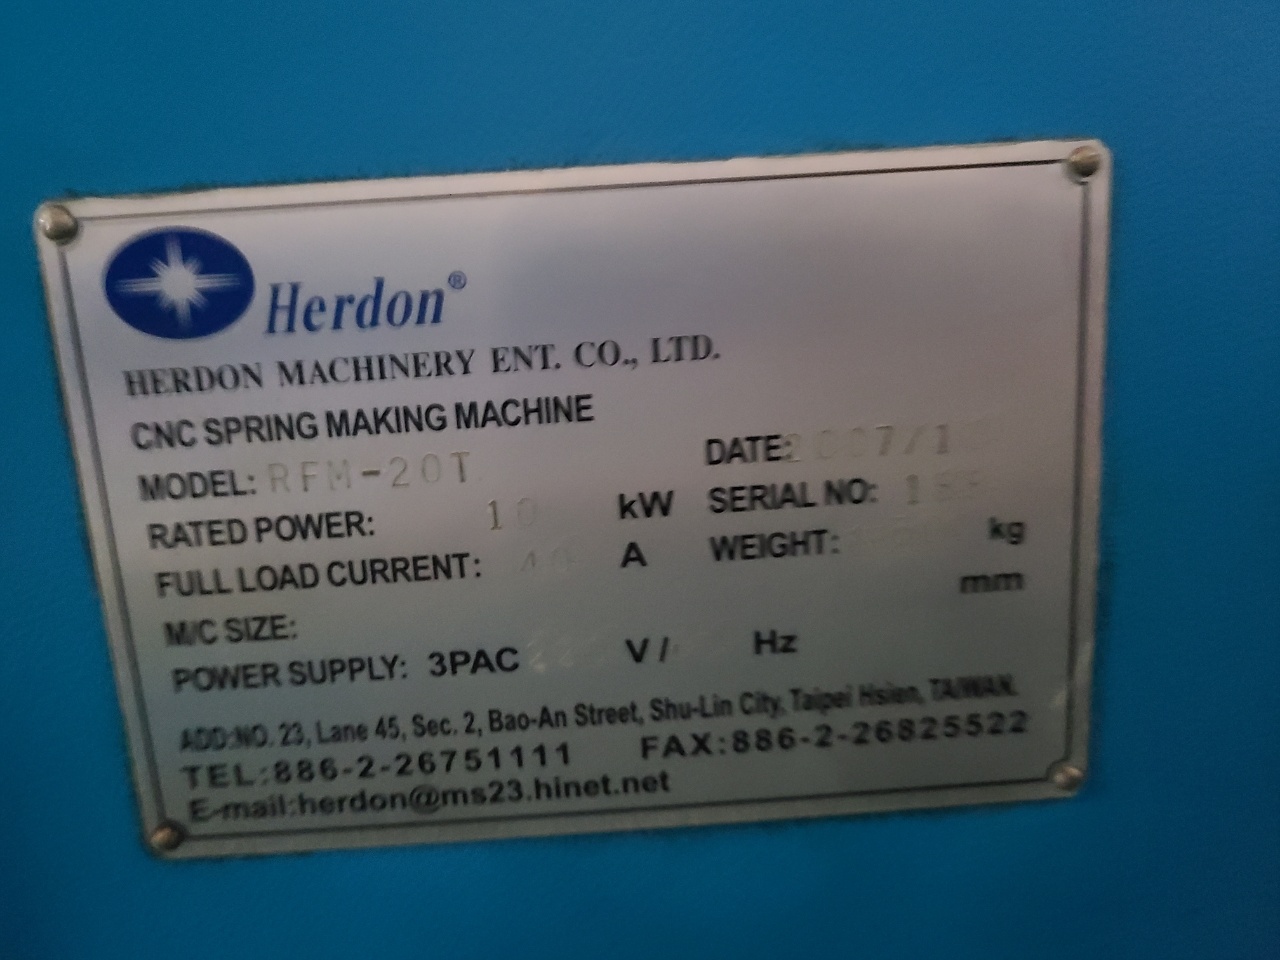 Herdon®
HERDON MACHINERY ENT. CO., LTD.
CNC SPRING MAKING MACHINE
MODEL: RFM-20T DATE:
RATED POWER: 10 kW SERIAL NO:
FULL LOAD CURRENT: A WEIGHT: kg
M/C SIZE: mm
POWER SUPPLY: 3PAC V / Hz
ADD:NO. 23, Lane 45, Sec. 2, Bao-An Street, Shu-Lin City, Taipei Hsien, TAIWAN.
TEL:886-2-26751111 FAX:886-2-26825522
E-mail:herdon@ms23.hinet.net